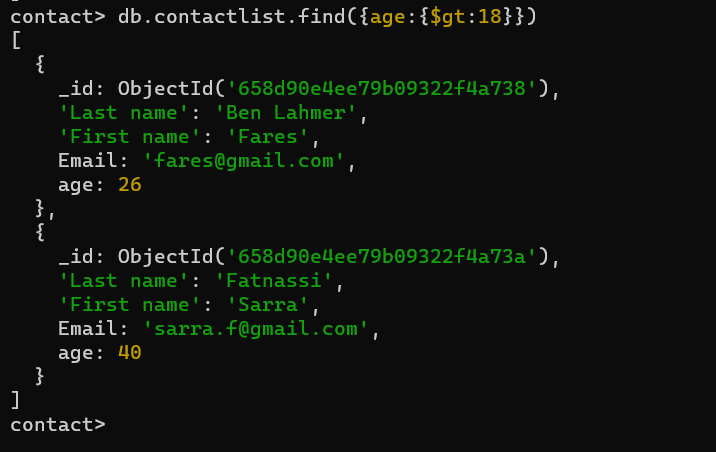 contact> db.contactlist.find({age:{$gt:18}})
[
  {
    _id: ObjectId('658d90e4ee79b09322f4a738'),
    'Last name': 'Ben Lahmer',
    'First name': 'Fares',
    Email: 'fares@gmail.com',
    age: 26
  },
  {
    _id: ObjectId('658d90e4ee79b09322f4a73a'),
    'Last name': 'Fatnassi',
    'First name': 'Sarra',
    Email: 'sarra.f@gmail.com',
    age: 40
  }
]
contact>